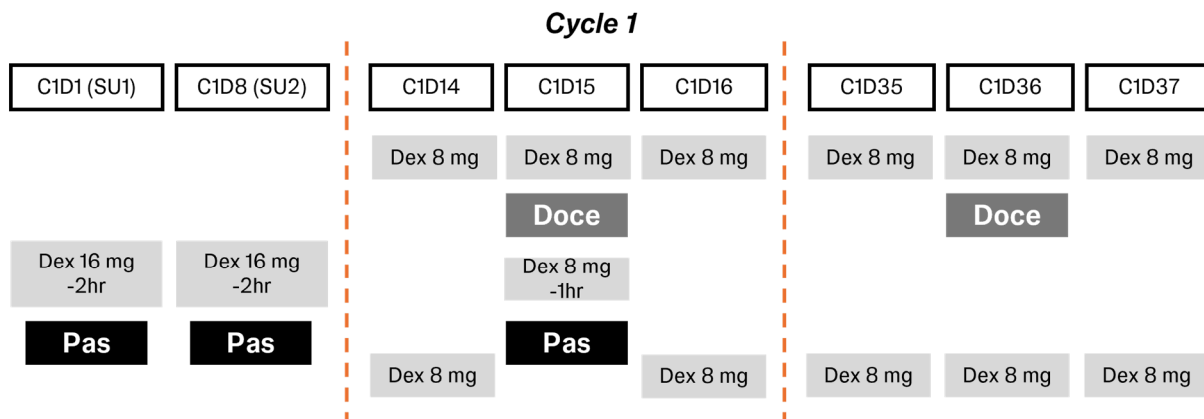 Cycle 1
C1D1 (SU1)
C1D8 (SU2)
C1D14
C1D15
C1D16
C1D35
C1D36
C1D37
Dex 8 mg
Dex 8 mg
Dex 8 mg
Dex 8 mg
Dex 8 mg
Dex 8 mg
Doce
Doce
Dex 16 mg
-2hr
Dex 16 mg
-2hr
Dex 8 mg
-1hr
Pas
Pas
Pas
Dex 8 mg
Dex 8 mg
Dex 8 mg
Dex 8 mg
Dex 8 mg